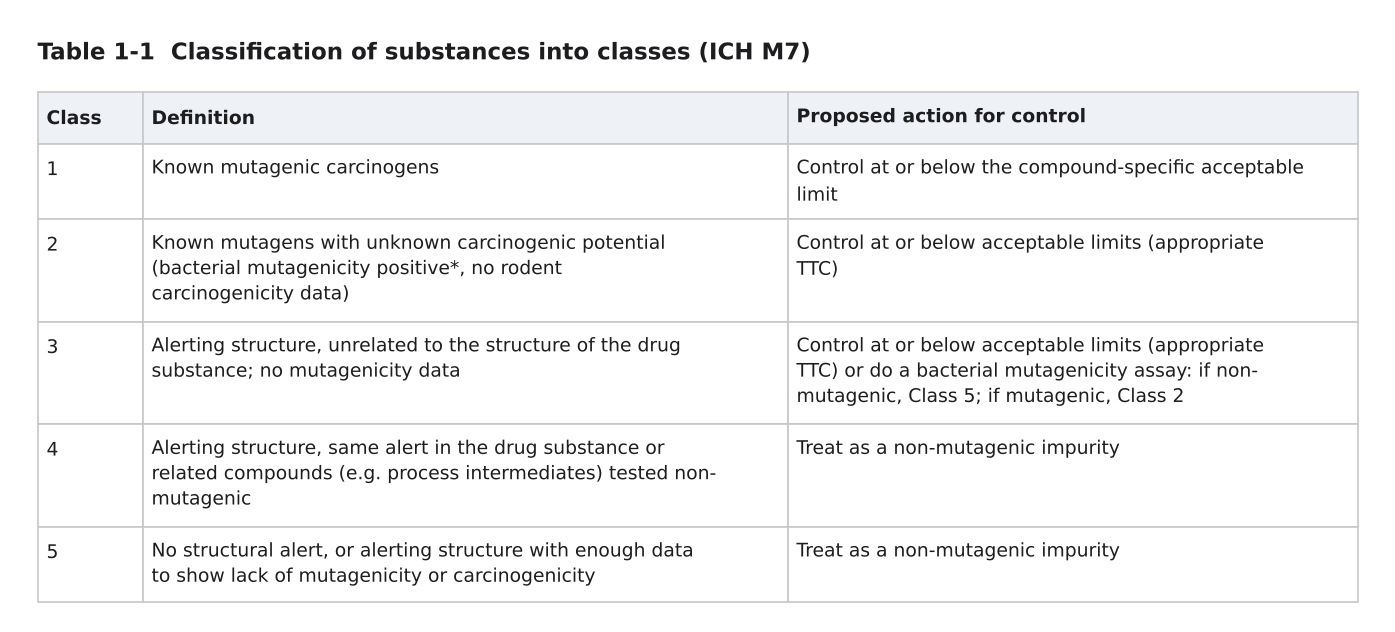 Table 1-1  Classification of substances into classes (ICH M7)
Class
Definition
Proposed action for control
1
Known mutagenic carcinogens
Control at or below the compound-specific acceptable
limit
2
Known mutagens with unknown carcinogenic potential
(bacterial mutagenicity positive*, no rodent
carcinogenicity data)
Control at or below acceptable limits (appropriate
TTC)
3
Alerting structure, unrelated to the structure of the drug
substance; no mutagenicity data
Control at or below acceptable limits (appropriate
TTC) or do a bacterial mutagenicity assay: if non-
mutagenic, Class 5; if mutagenic, Class 2
4
Alerting structure, same alert in the drug substance or
related compounds (e.g. process intermediates) tested non-
mutagenic
Treat as a non-mutagenic impurity
5
No structural alert, or alerting structure with enough data
to show lack of mutagenicity or carcinogenicity
Treat as a non-mutagenic impurity